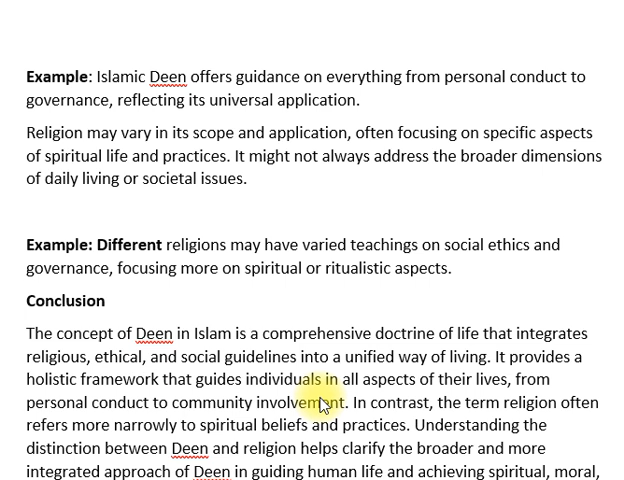 Example: Islamic Deen offers guidance on everything from personal conduct to
governance, reflecting its universal application.
Religion may vary in its scope and application, often focusing on specific aspects
of spiritual life and practices. It might not always address the broader dimensions
of daily living or societal issues.
Example: Different religions may have varied teachings on social ethics and
governance, focusing more on spiritual or ritualistic aspects.
Conclusion
The concept of Deen in Islam is a comprehensive doctrine of life that integrates
religious, ethical, and social guidelines into a unified way of living. It provides a
holistic framework that guides individuals in all aspects of their lives, from
personal conduct to community involvement. In contrast, the term religion often
refers more narrowly to spiritual beliefs and practices. Understanding the
distinction between Deen and religion helps clarify the broader and more
integrated approach of Deen in guiding human life and achieving spiritual, moral,